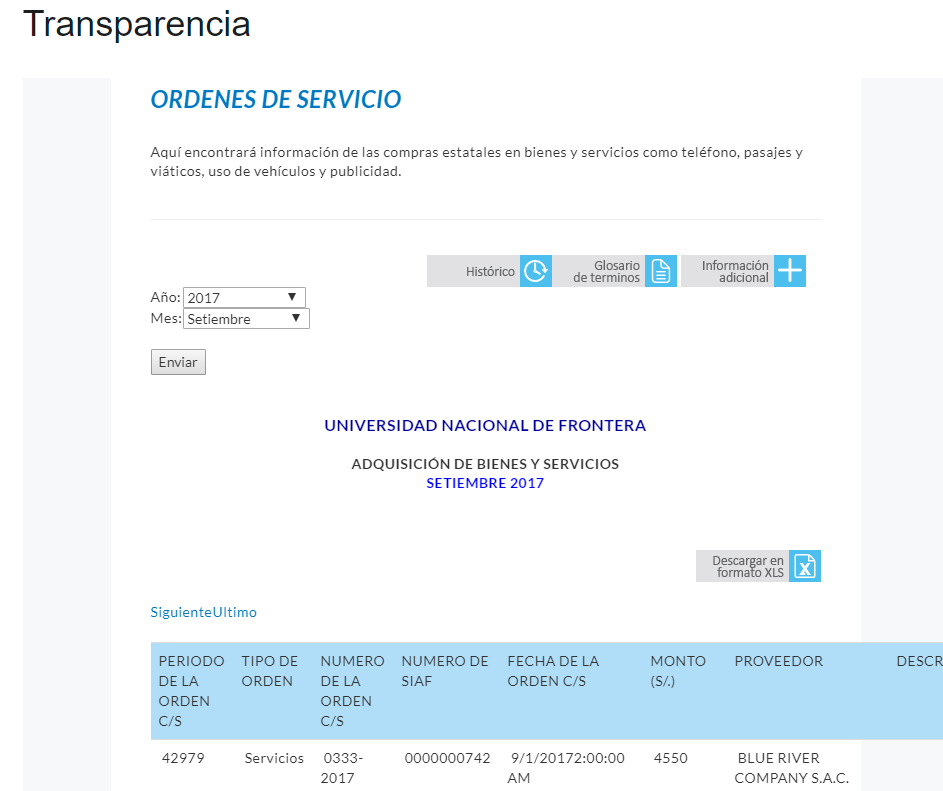 Transparencia
ORDENES DE SERVICIO
Aquí encontrará información de las compras estatales en bienes y servicios como teléfono, pasajes y
viáticos, uso de vehículos y publicidad.
Histórico
Glosario
de terminos
Información
adicional
Año: 2017
Mes: Setiembre
Enviar
UNIVERSIDAD NACIONAL DE FRONTERA
ADQUISICIÓN DE BIENES Y SERVICIOS
SETIEMBRE 2017
Descargar en
formato XLS
SiguienteUltimo
PERIODO TIPO DE NUMERO NUMERO DE FECHA DE LA MONTO PROVEEDOR DESCR
DE LA ORDEN DE LA SIAF ORDEN C/S (S/.)
ORDEN ORDEN
C/S C/S
42979 Servicios 0333- 0000000742 9/1/20172:00:00 4550 BLUE RIVER
2017 AM COMPANY S.A.C.